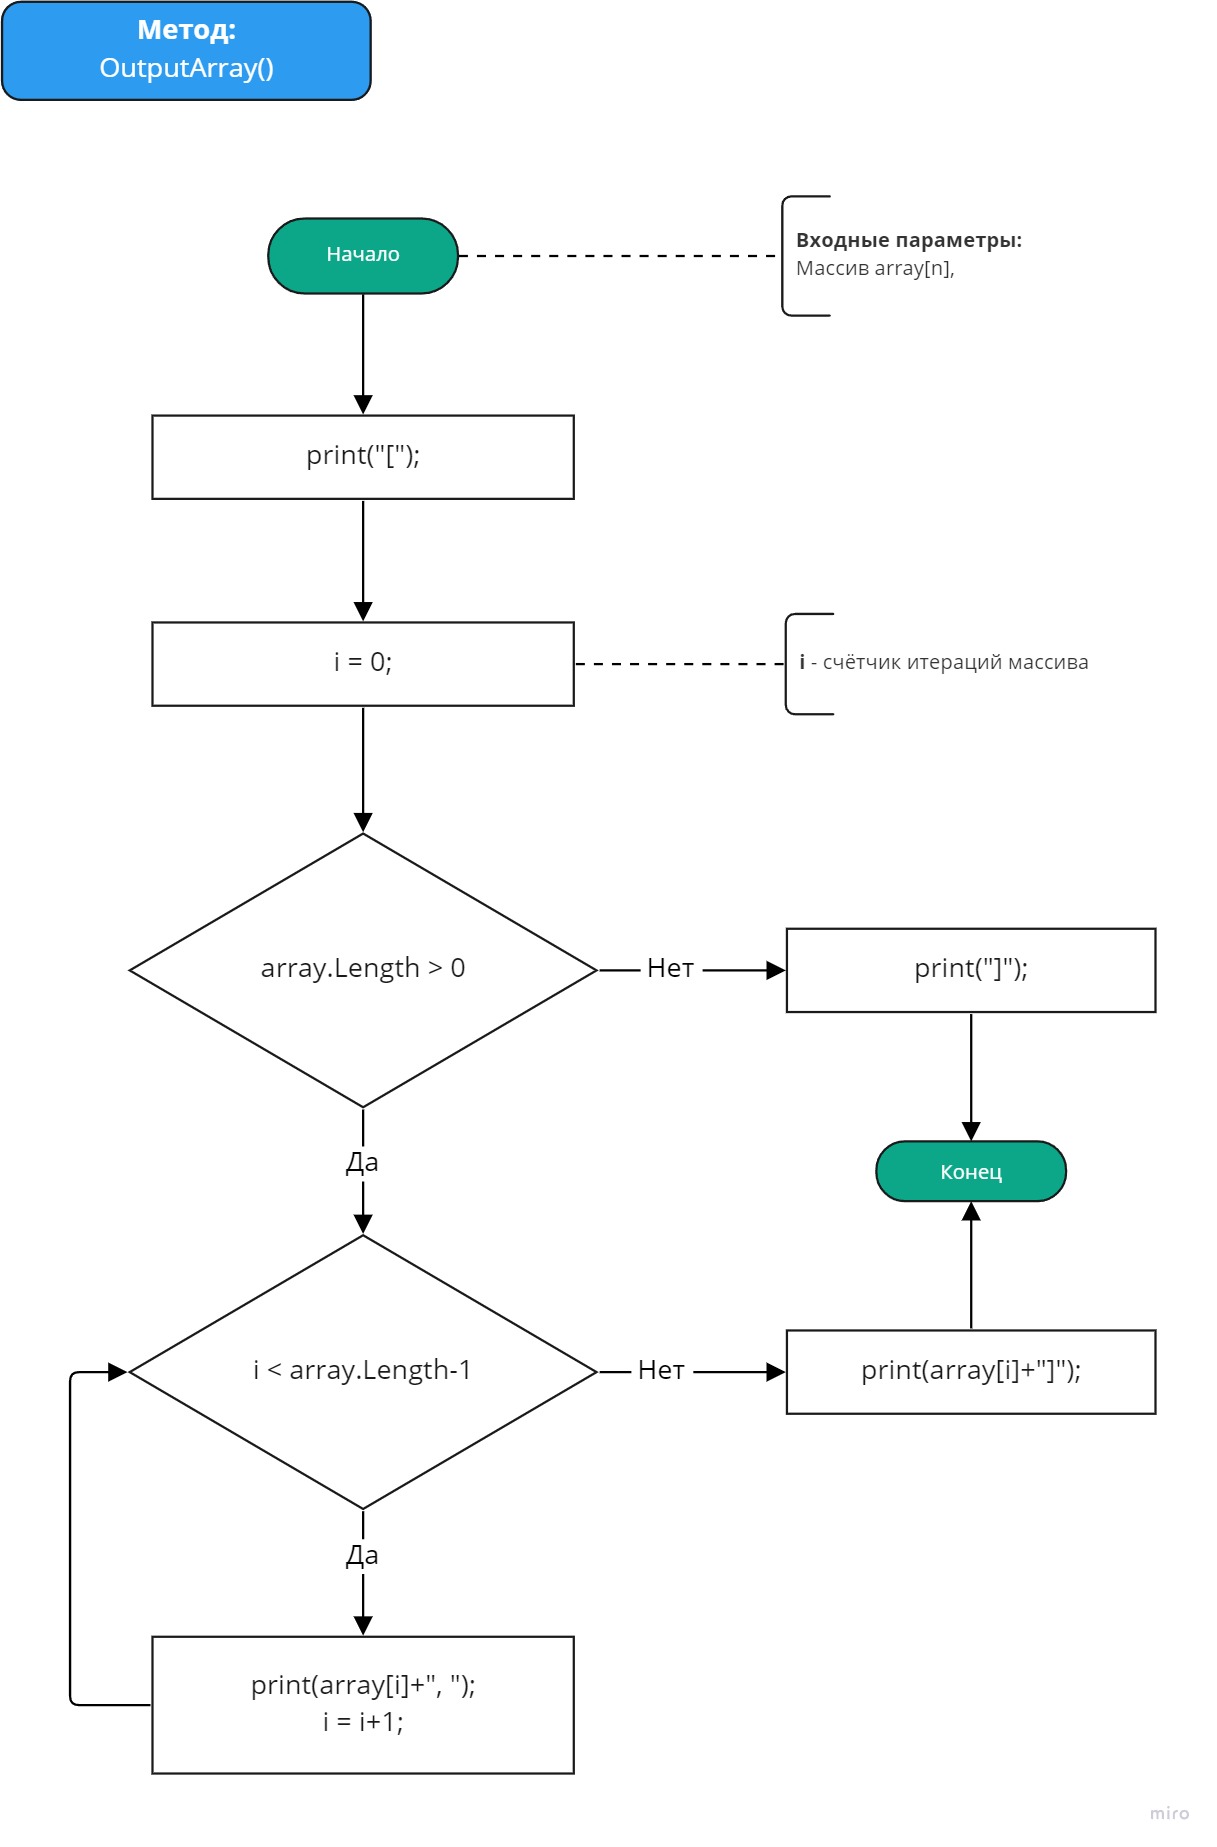 Метод:
OutputArray()
Начало
Входные параметры:
Массив array[n],
print("[");
i = 0;
i - счётчик итераций массива
array.Length > 0
Нет
print("]");
Да
Конец
i < array.Length-1
Нет
print(array[i]+"]");
Да
print(array[i]+", ");
i = i+1;
miro